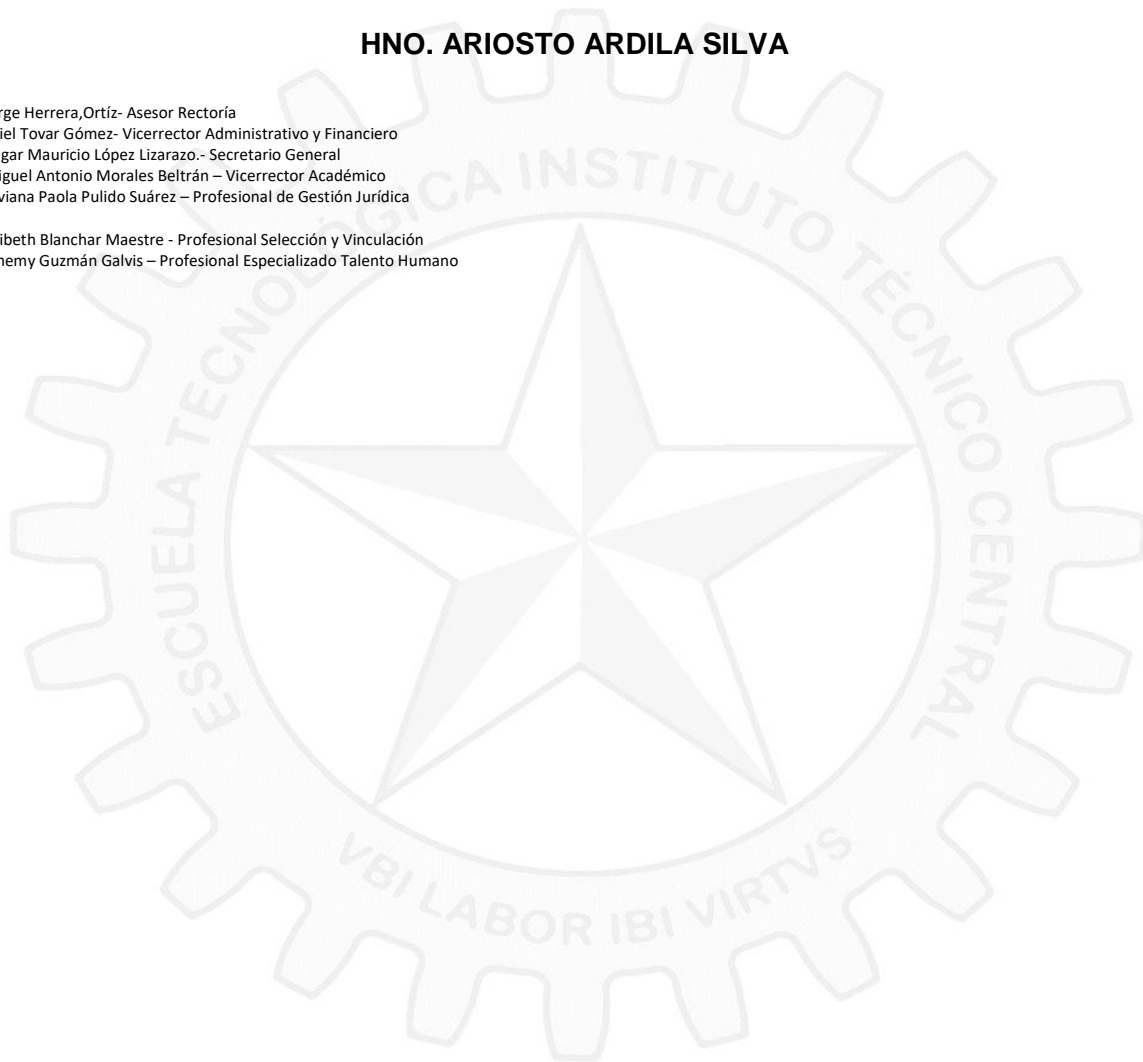 HNO. ARIOSTO ARDILA SILVA
rge Herrera,Ortíz- Asesor Rectoría
iel Tovar Gómez- Vicerrector Administrativo y Financiero
gar Mauricio López Lizarazo.- Secretario General
iguel Antonio Morales Beltrán – Vicerrector Académico
viana Paola Pulido Suárez – Profesional de Gestión Jurídica
ibeth Blanchar Maestre - Profesional Selección y Vinculación
hemy Guzmán Galvis – Profesional Especializado Talento Humano
ESCUELA TECNOLÓGICA INSTITUTO TÉCNICO CENTRAL
VBI LABOR IBI VIRTVS